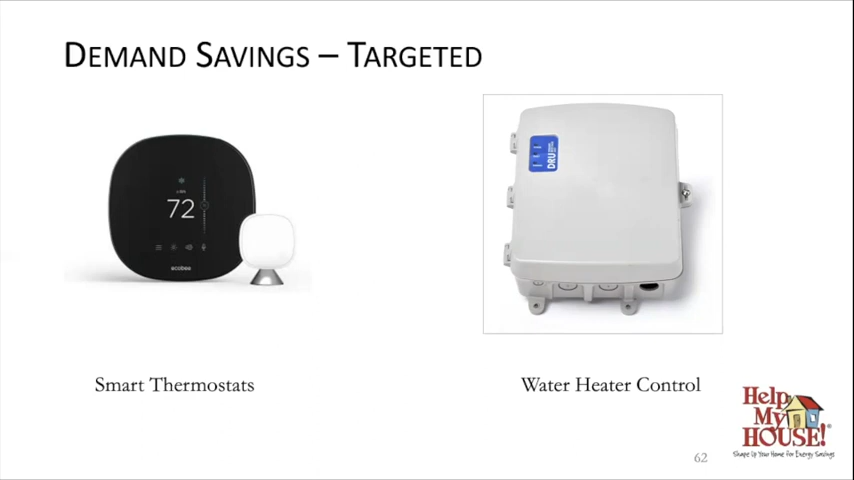 DEMAND SAVINGS – TARGETED
72
ecobee
DRU
Smart Thermostats
Water Heater Control
Help
My
HOUSE!®
Shape Up Your Home for Energy Savings
62